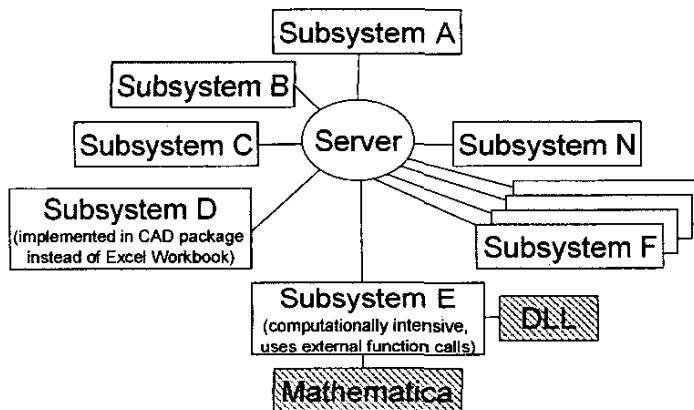 Subsystem A
Subsystem B
Subsystem C
Server
Subsystem N
Subsystem D
(implemented in CAD package
instead of Excel Workbook)
Subsystem F
Subsystem E
(computationally intensive,
uses external function calls)
DLL
Mathematica